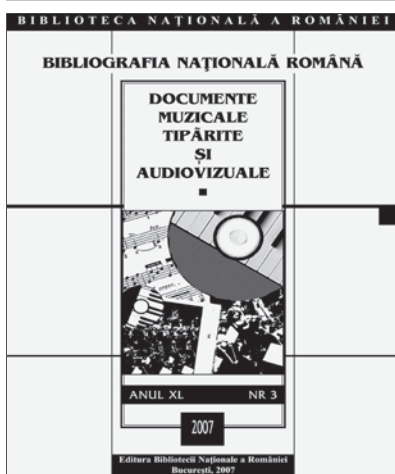 BIBLIOTECA NAŢIONALĂ A ROMÂNIEI
BIBLIOGRAFIA NAŢIONALĂ ROMÂNĂ
DOCUMENTE
MUZICALE
TIPĂRITE
ŞI
AUDIOVIZUALE
ANUL XL NR 3
2007
Editura Bibliotecii Naţionale a României
Bucureşti, 2007